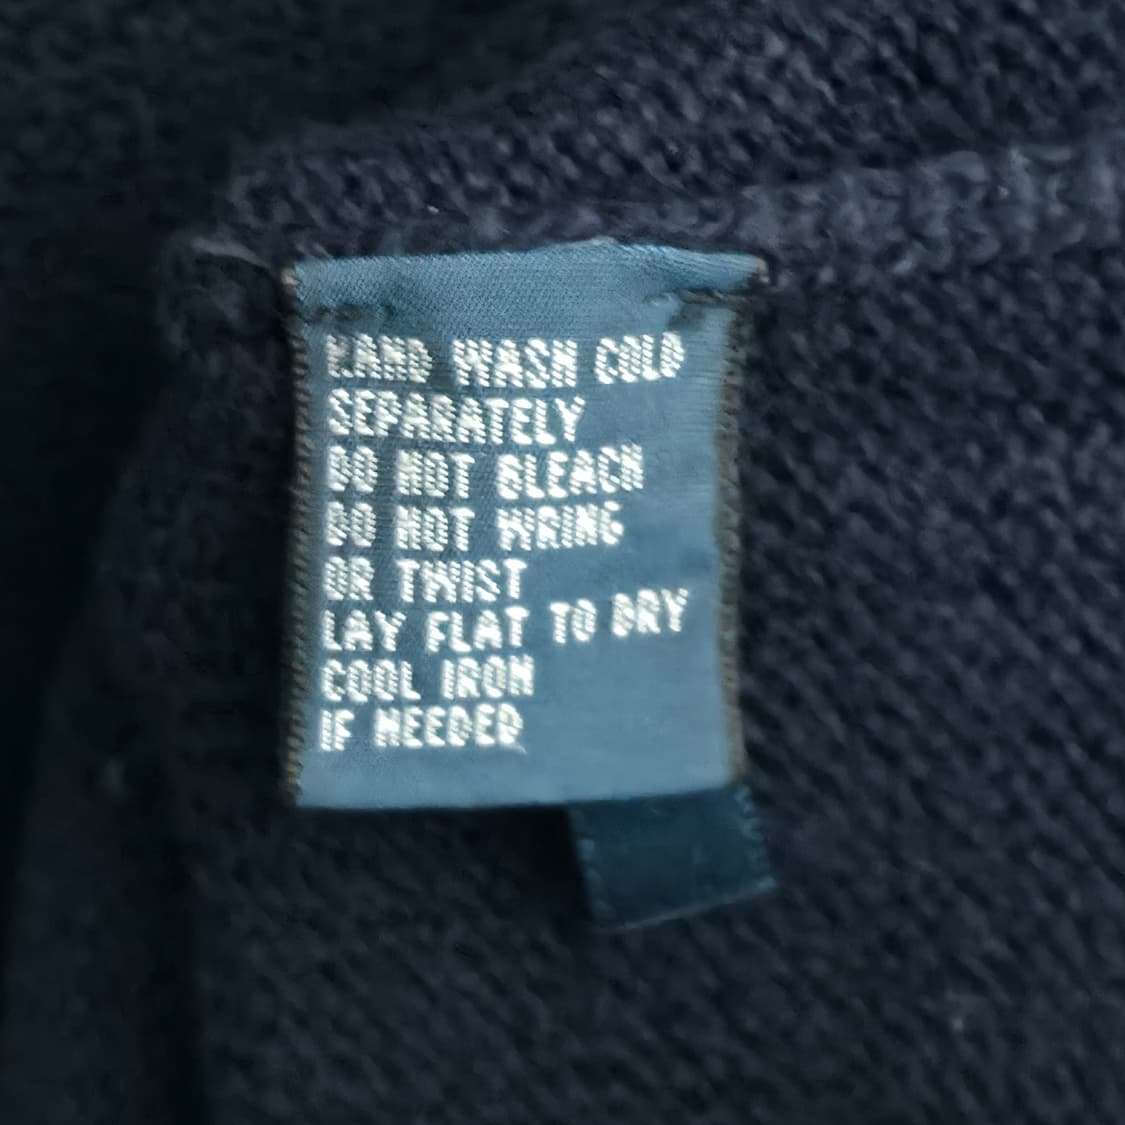 HAND WASH COLD
SEPARATELY
DO NOT BLEACH
DO NOT WRING
OR TWIST
LAY FLAT TO DRY
COOL IRON
IF NEEDED